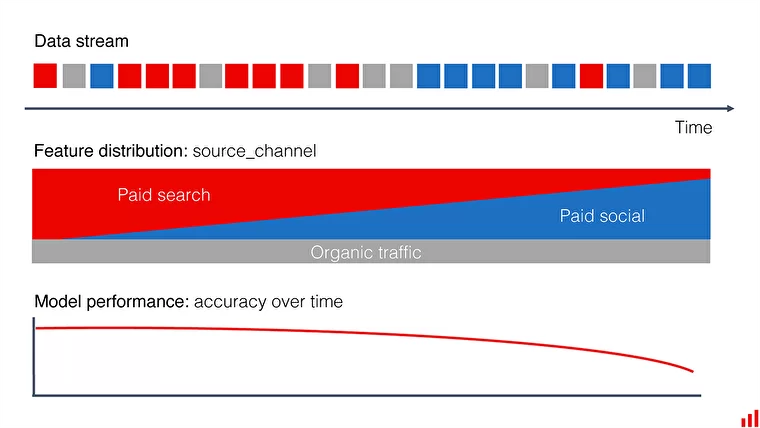 Data stream
Time
Feature distribution: source_channel
Paid search
Paid social
Organic traffic
Model performance: accuracy over time